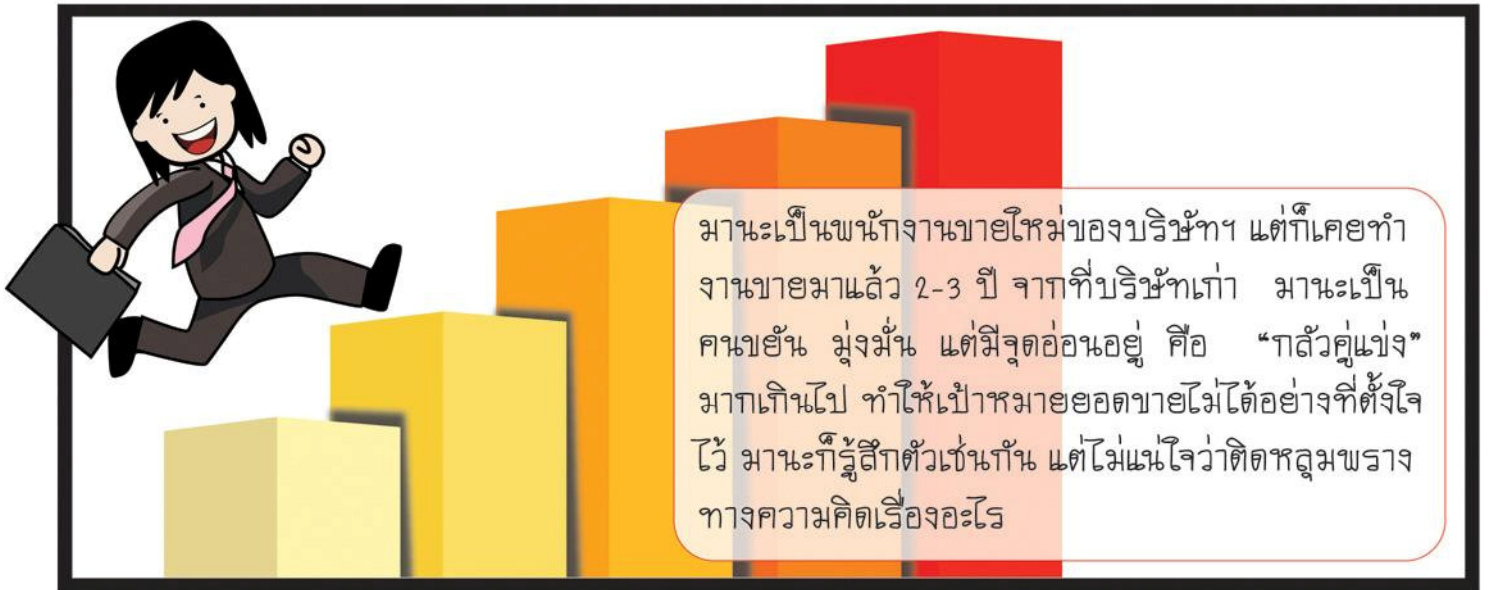 มานะเป็นพนักงานขายใหม่ของบริษัทฯ แต่ก็เคยทำ
งานขายมาแล้ว 2-3 ปี จากที่บริษัทเก่า มานะเป็น
คนขยัน มุ่งมั่น แต่มีจุดอ่อนอยู่ คือ “กลัวคู่แข่ง”
มากเกินไป ทำให้เป้าหมายยอดขายไม่ได้อย่างที่ตั้งใจ
ไว้ มานะก็รู้สึกตัวเช่นกัน แต่ไม่แน่ใจว่าติดหลุมพราง
ทางความคิดเรื่องอะไร